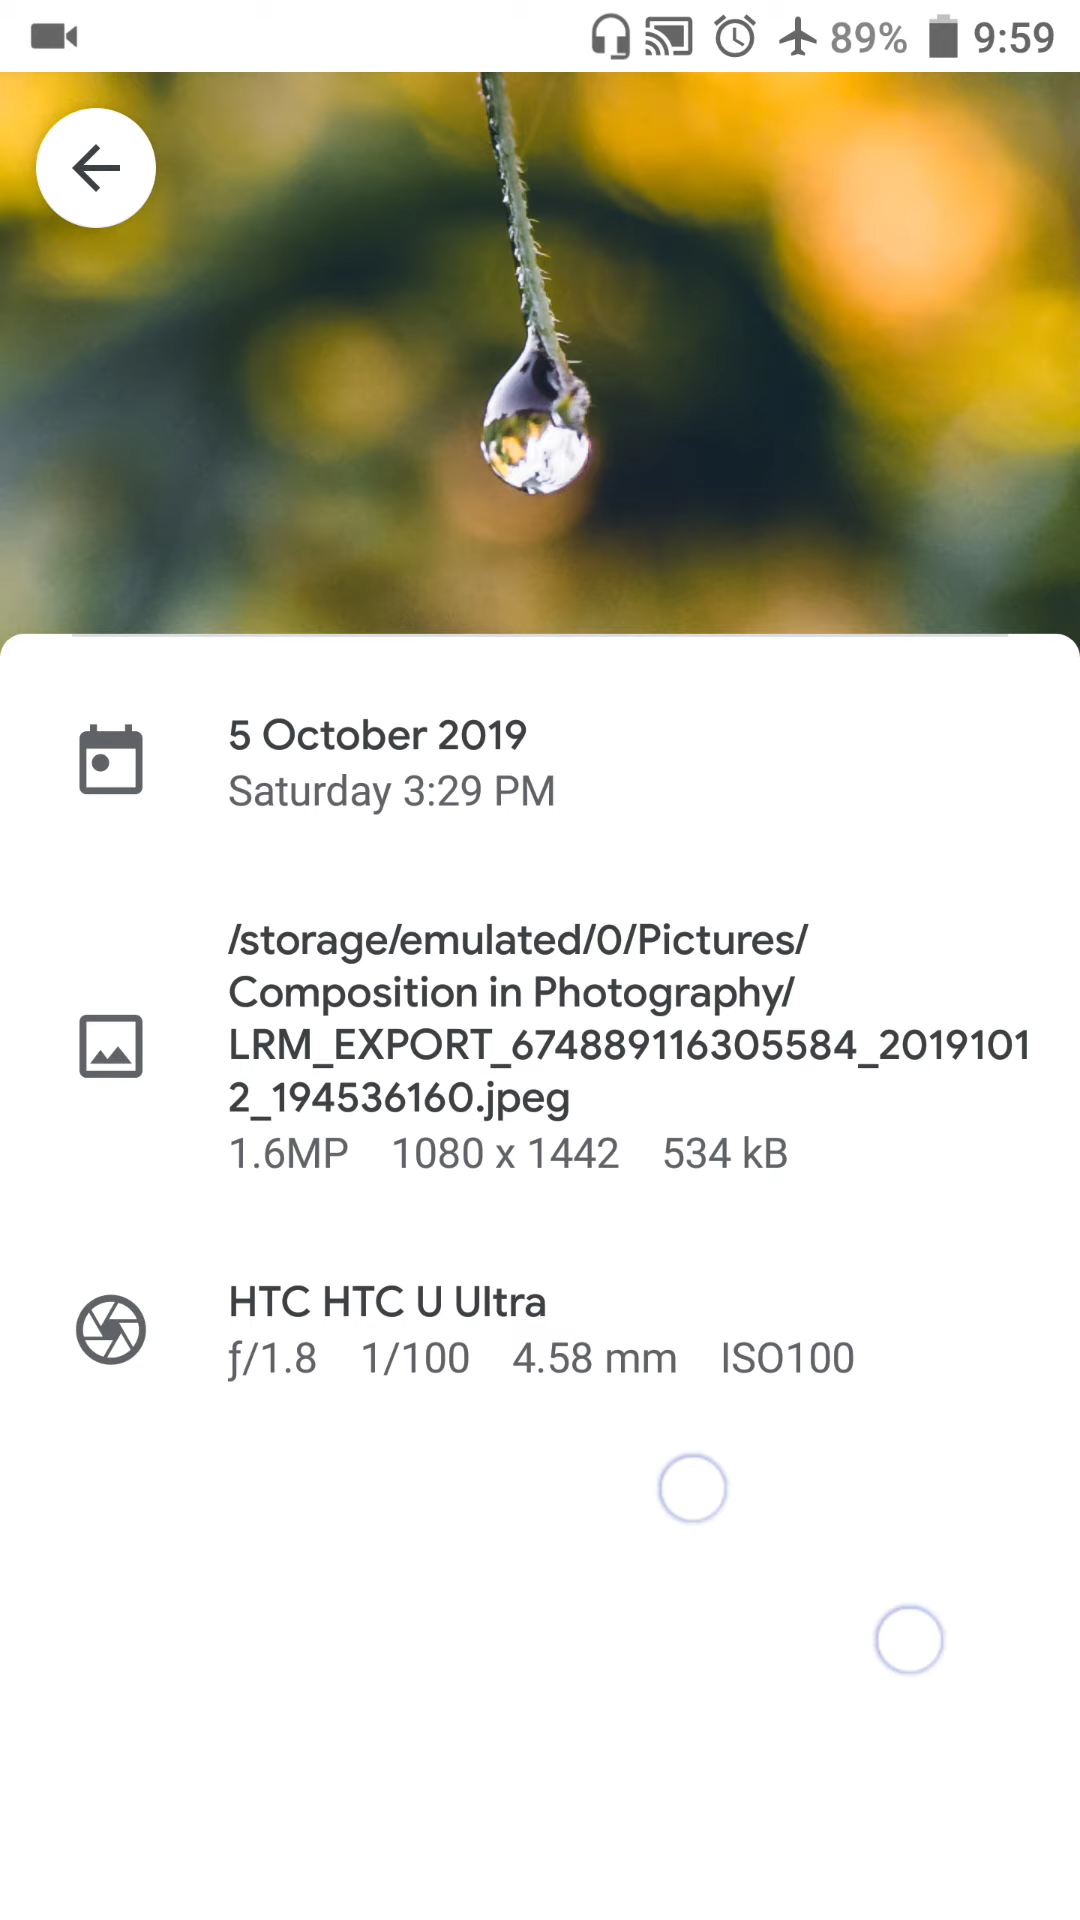 89% 9:59
5 October 2019
Saturday 3:29 PM
/storage/emulated/0/Pictures/
Composition in Photography/
LRM_EXPORT_674889116305584_2019101
2_194536160.jpeg
1.6MP 1080 x 1442 534 kB
HTC HTC U Ultra
ƒ/1.8 1/100 4.58 mm ISO100